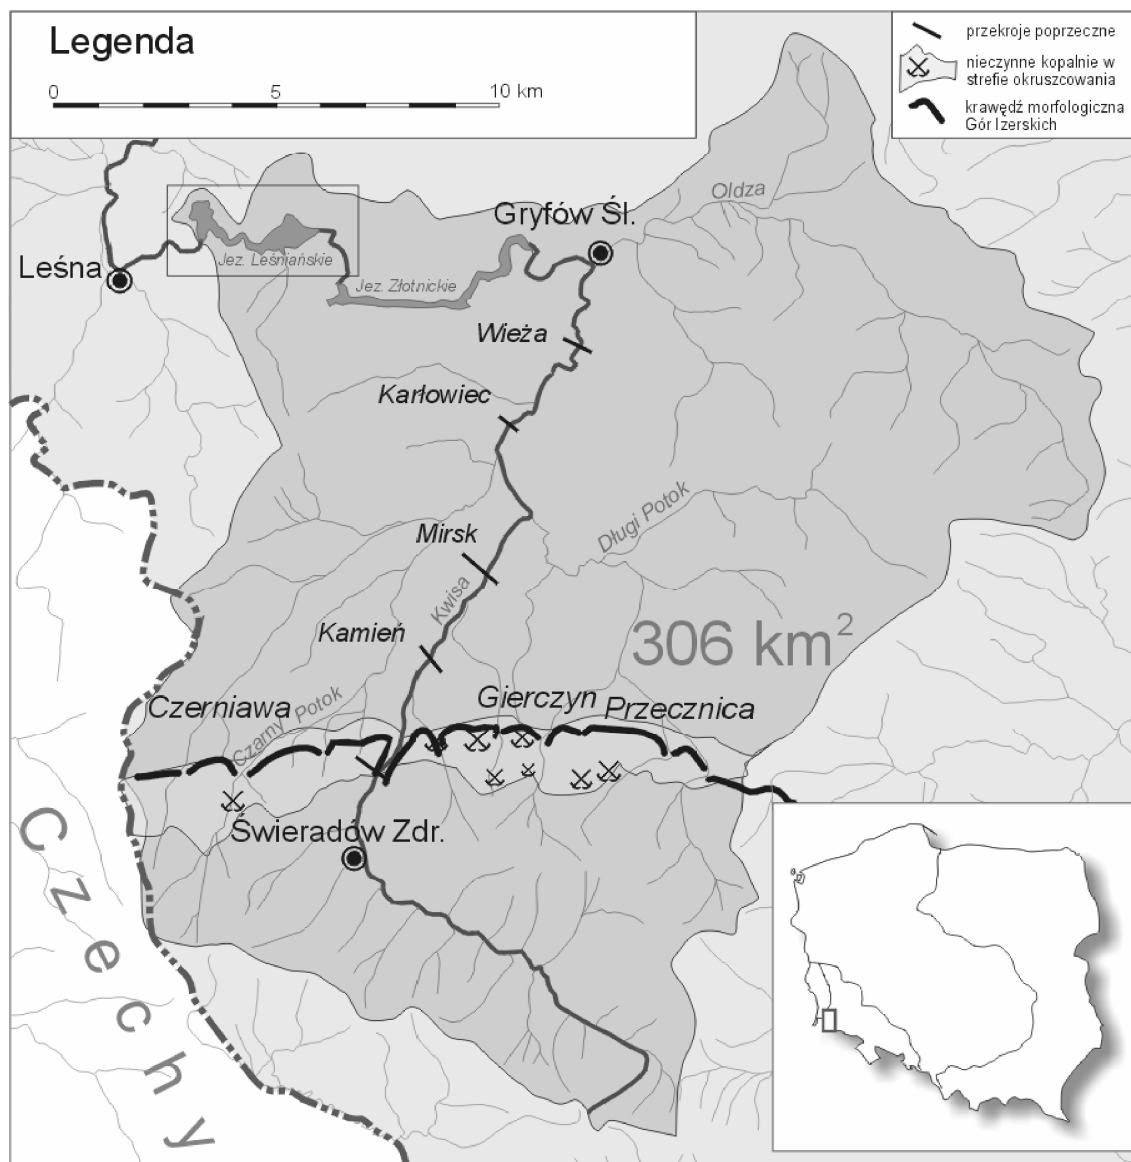 Legenda
0 5 10 km
przekroje poprzeczne
nieczynne kopalnie w
strefie okruszcowania
krawędź morfologiczna
Gór Izerskich
Oldza
Gryfów Śl.
Leśna
Jez. Leśniańskie
Jez. Złotnickie
Wieża
Karłowiec
Długi Potok
Mirsk
Kwisa
Kamień
306 km²
Czerniawa
Czarny Potok
Gierczyn
Przecznica
Świeradów Zdr.
Czechy